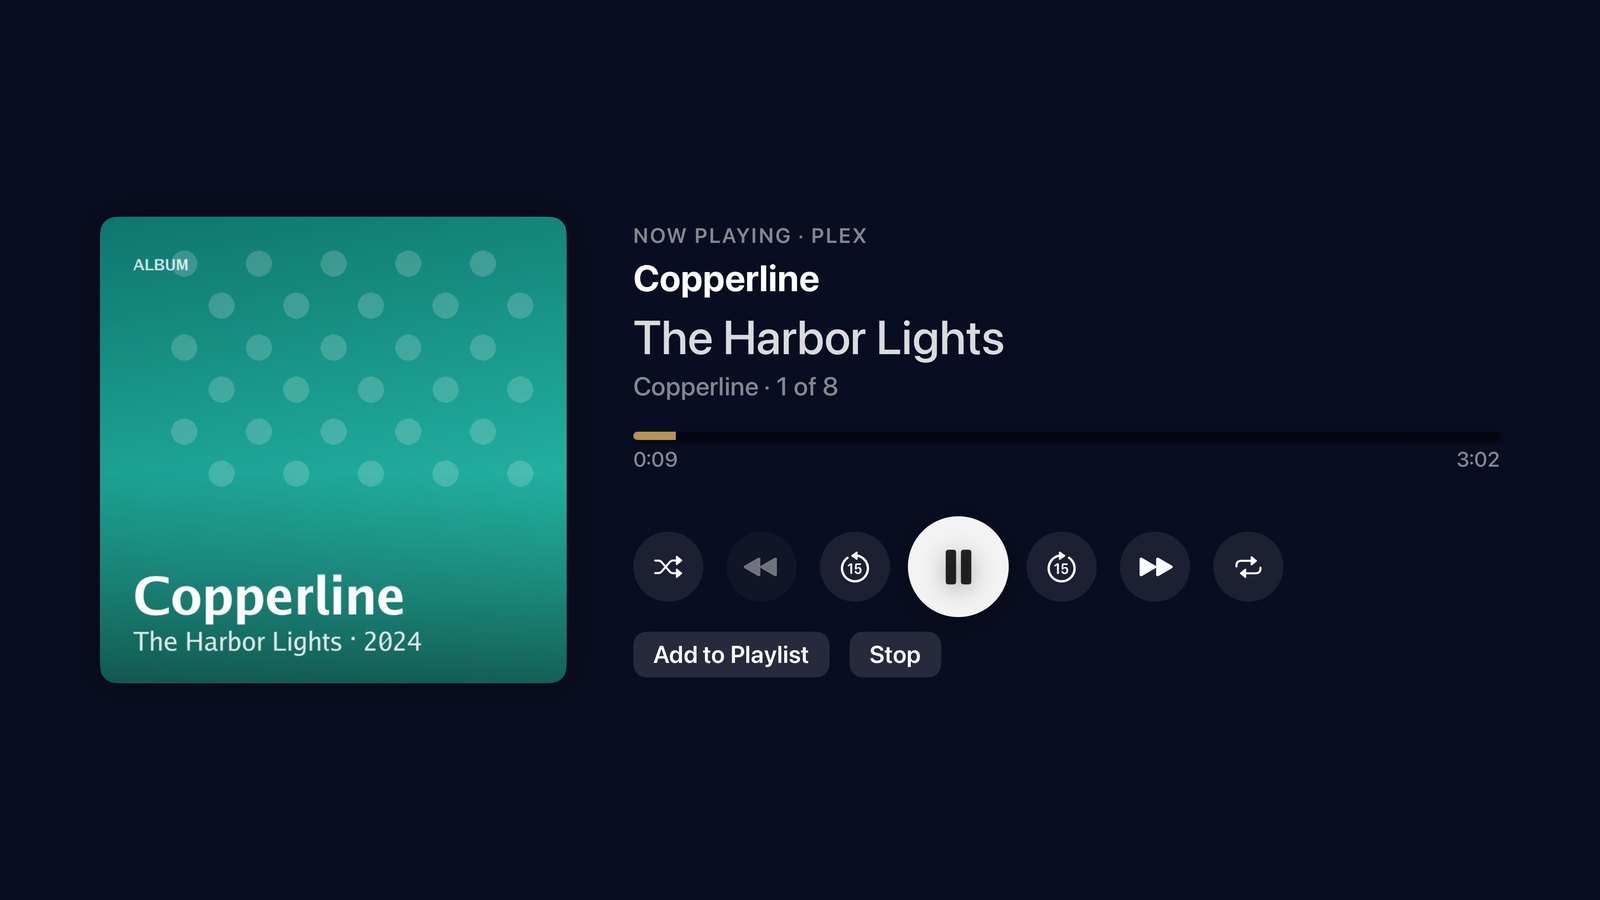 ALBUM
Copperline
The Harbor Lights · 2024
NOW PLAYING · PLEX
Copperline
The Harbor Lights
Copperline · 1 of 8
0:09
3:02
15
15
Add to Playlist
Stop